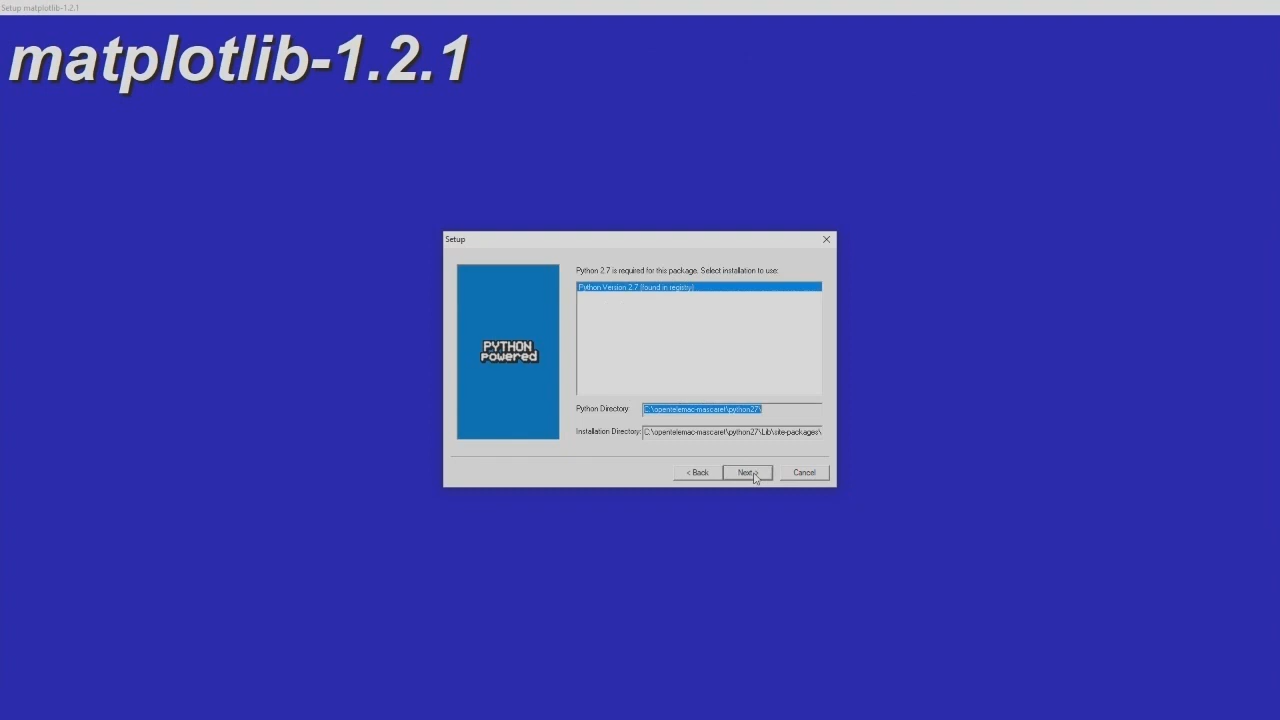 Setup matplotlib-1.2.1
matplotlib-1.2.1
Setup
Python 2.7 is required for this package. Select installation to use:
Python Version 2.7 (found in registry)
PYTHON
powered
Python Directory C:\opentelemac-mascaret\python27\
Installation Directory: C:\opentelemac-mascaret\python27\Lib\site-packages\
< Back Next > Cancel